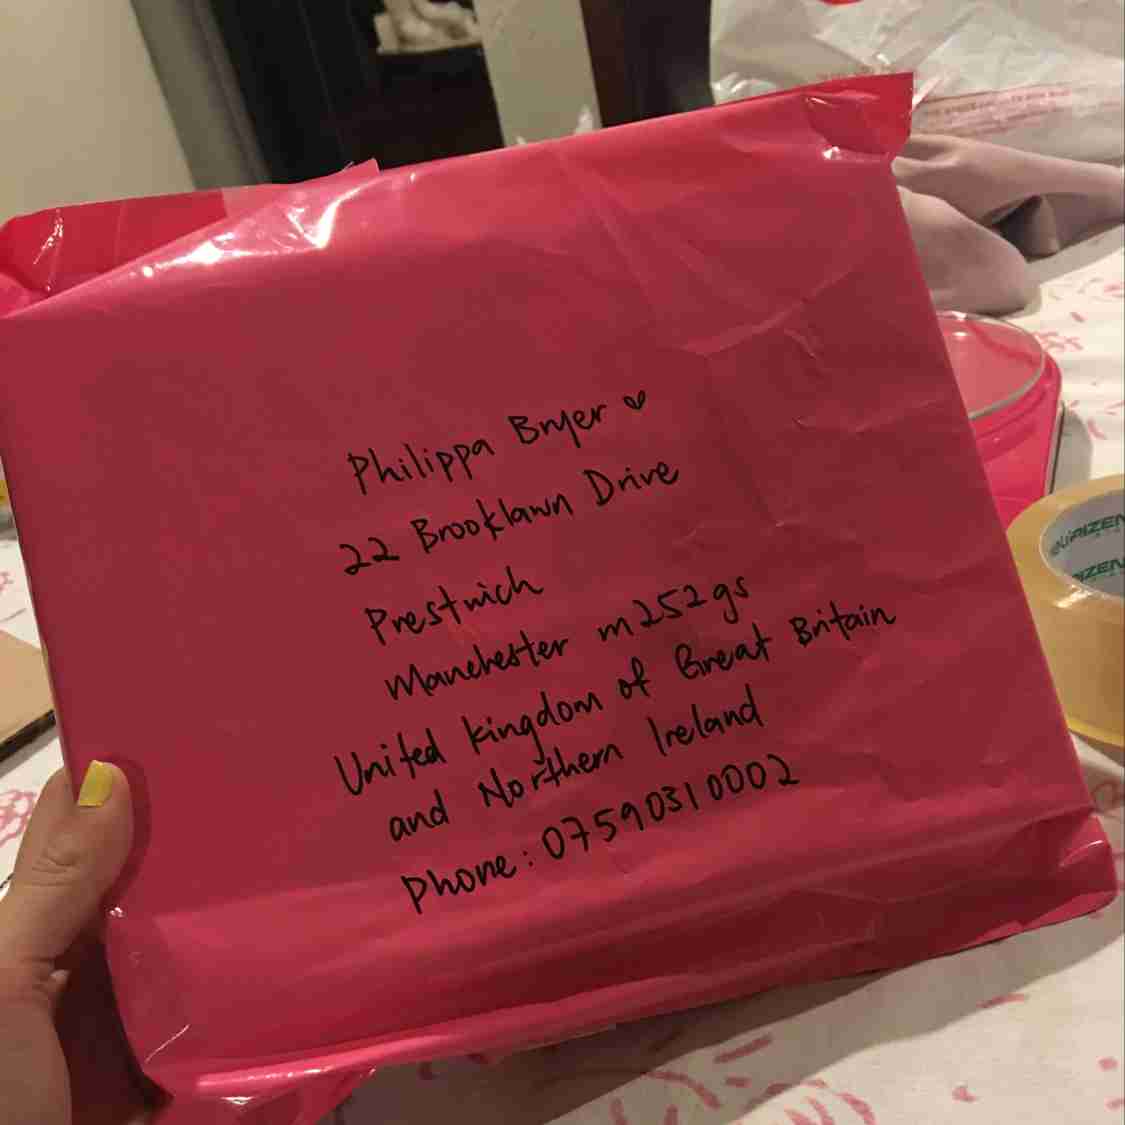 Philippa Bryer
22 Brooklawn Drive
Prestwich
Manchester m252gs
United kingdom of Great Britain
and Northern Ireland
Phone: 07590310002